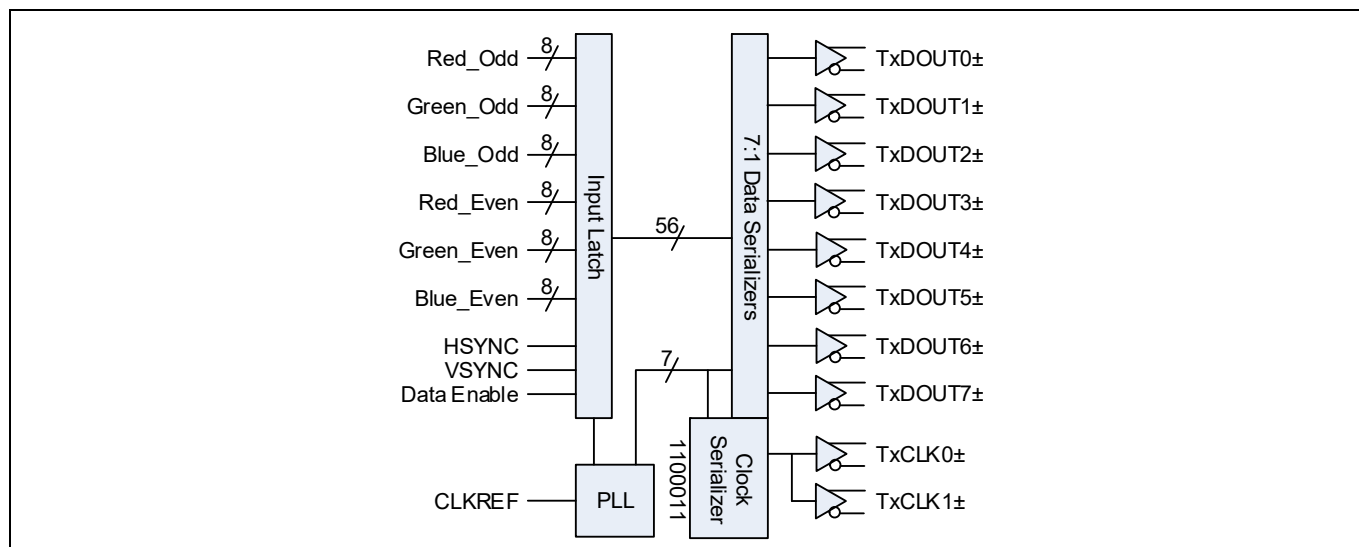 Red_Odd
8
Green_Odd
8
Blue_Odd
8
Red_Even
8
Green_Even
8
Blue_Even
8
HSYNC
VSYNC
Data Enable
CLKREF
Input Latch
PLL
56
7
7:1 Data Serializers
Clock
Serializer
1100011
TxDOUT0±
TxDOUT1±
TxDOUT2±
TxDOUT3±
TxDOUT4±
TxDOUT5±
TxDOUT6±
TxDOUT7±
TxCLK0±
TxCLK1±